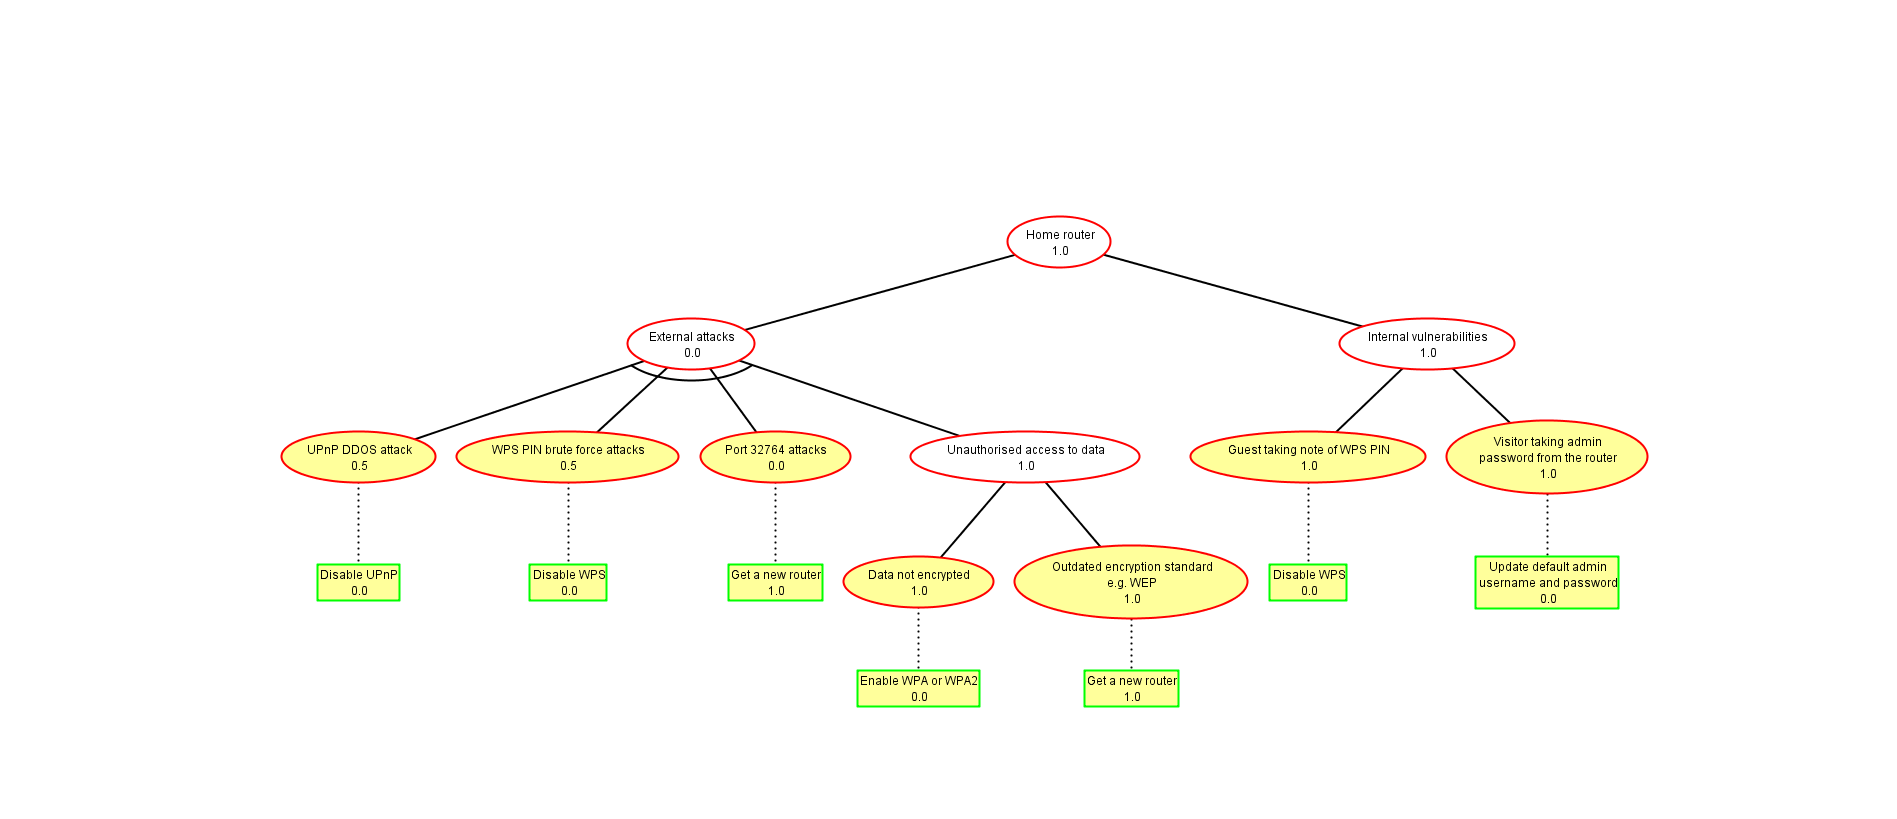 Home router
1.0
External attacks
0.0
Internal vulnerabilities
1.0
UPnP DDOS attack
0.5
WPS PIN brute force attacks
0.5
Port 32764 attacks
0.0
Unauthorised access to data
1.0
Guest taking note of WPS PIN
1.0
Visitor taking admin
password from the router
1.0
Disable UPnP
0.0
Disable WPS
0.0
Get a new router
1.0
Data not encrypted
1.0
Outdated encryption standard
e.g. WEP
1.0
Disable WPS
0.0
Update default admin
username and password
0.0
Enable WPA or WPA2
0.0
Get a new router
1.0